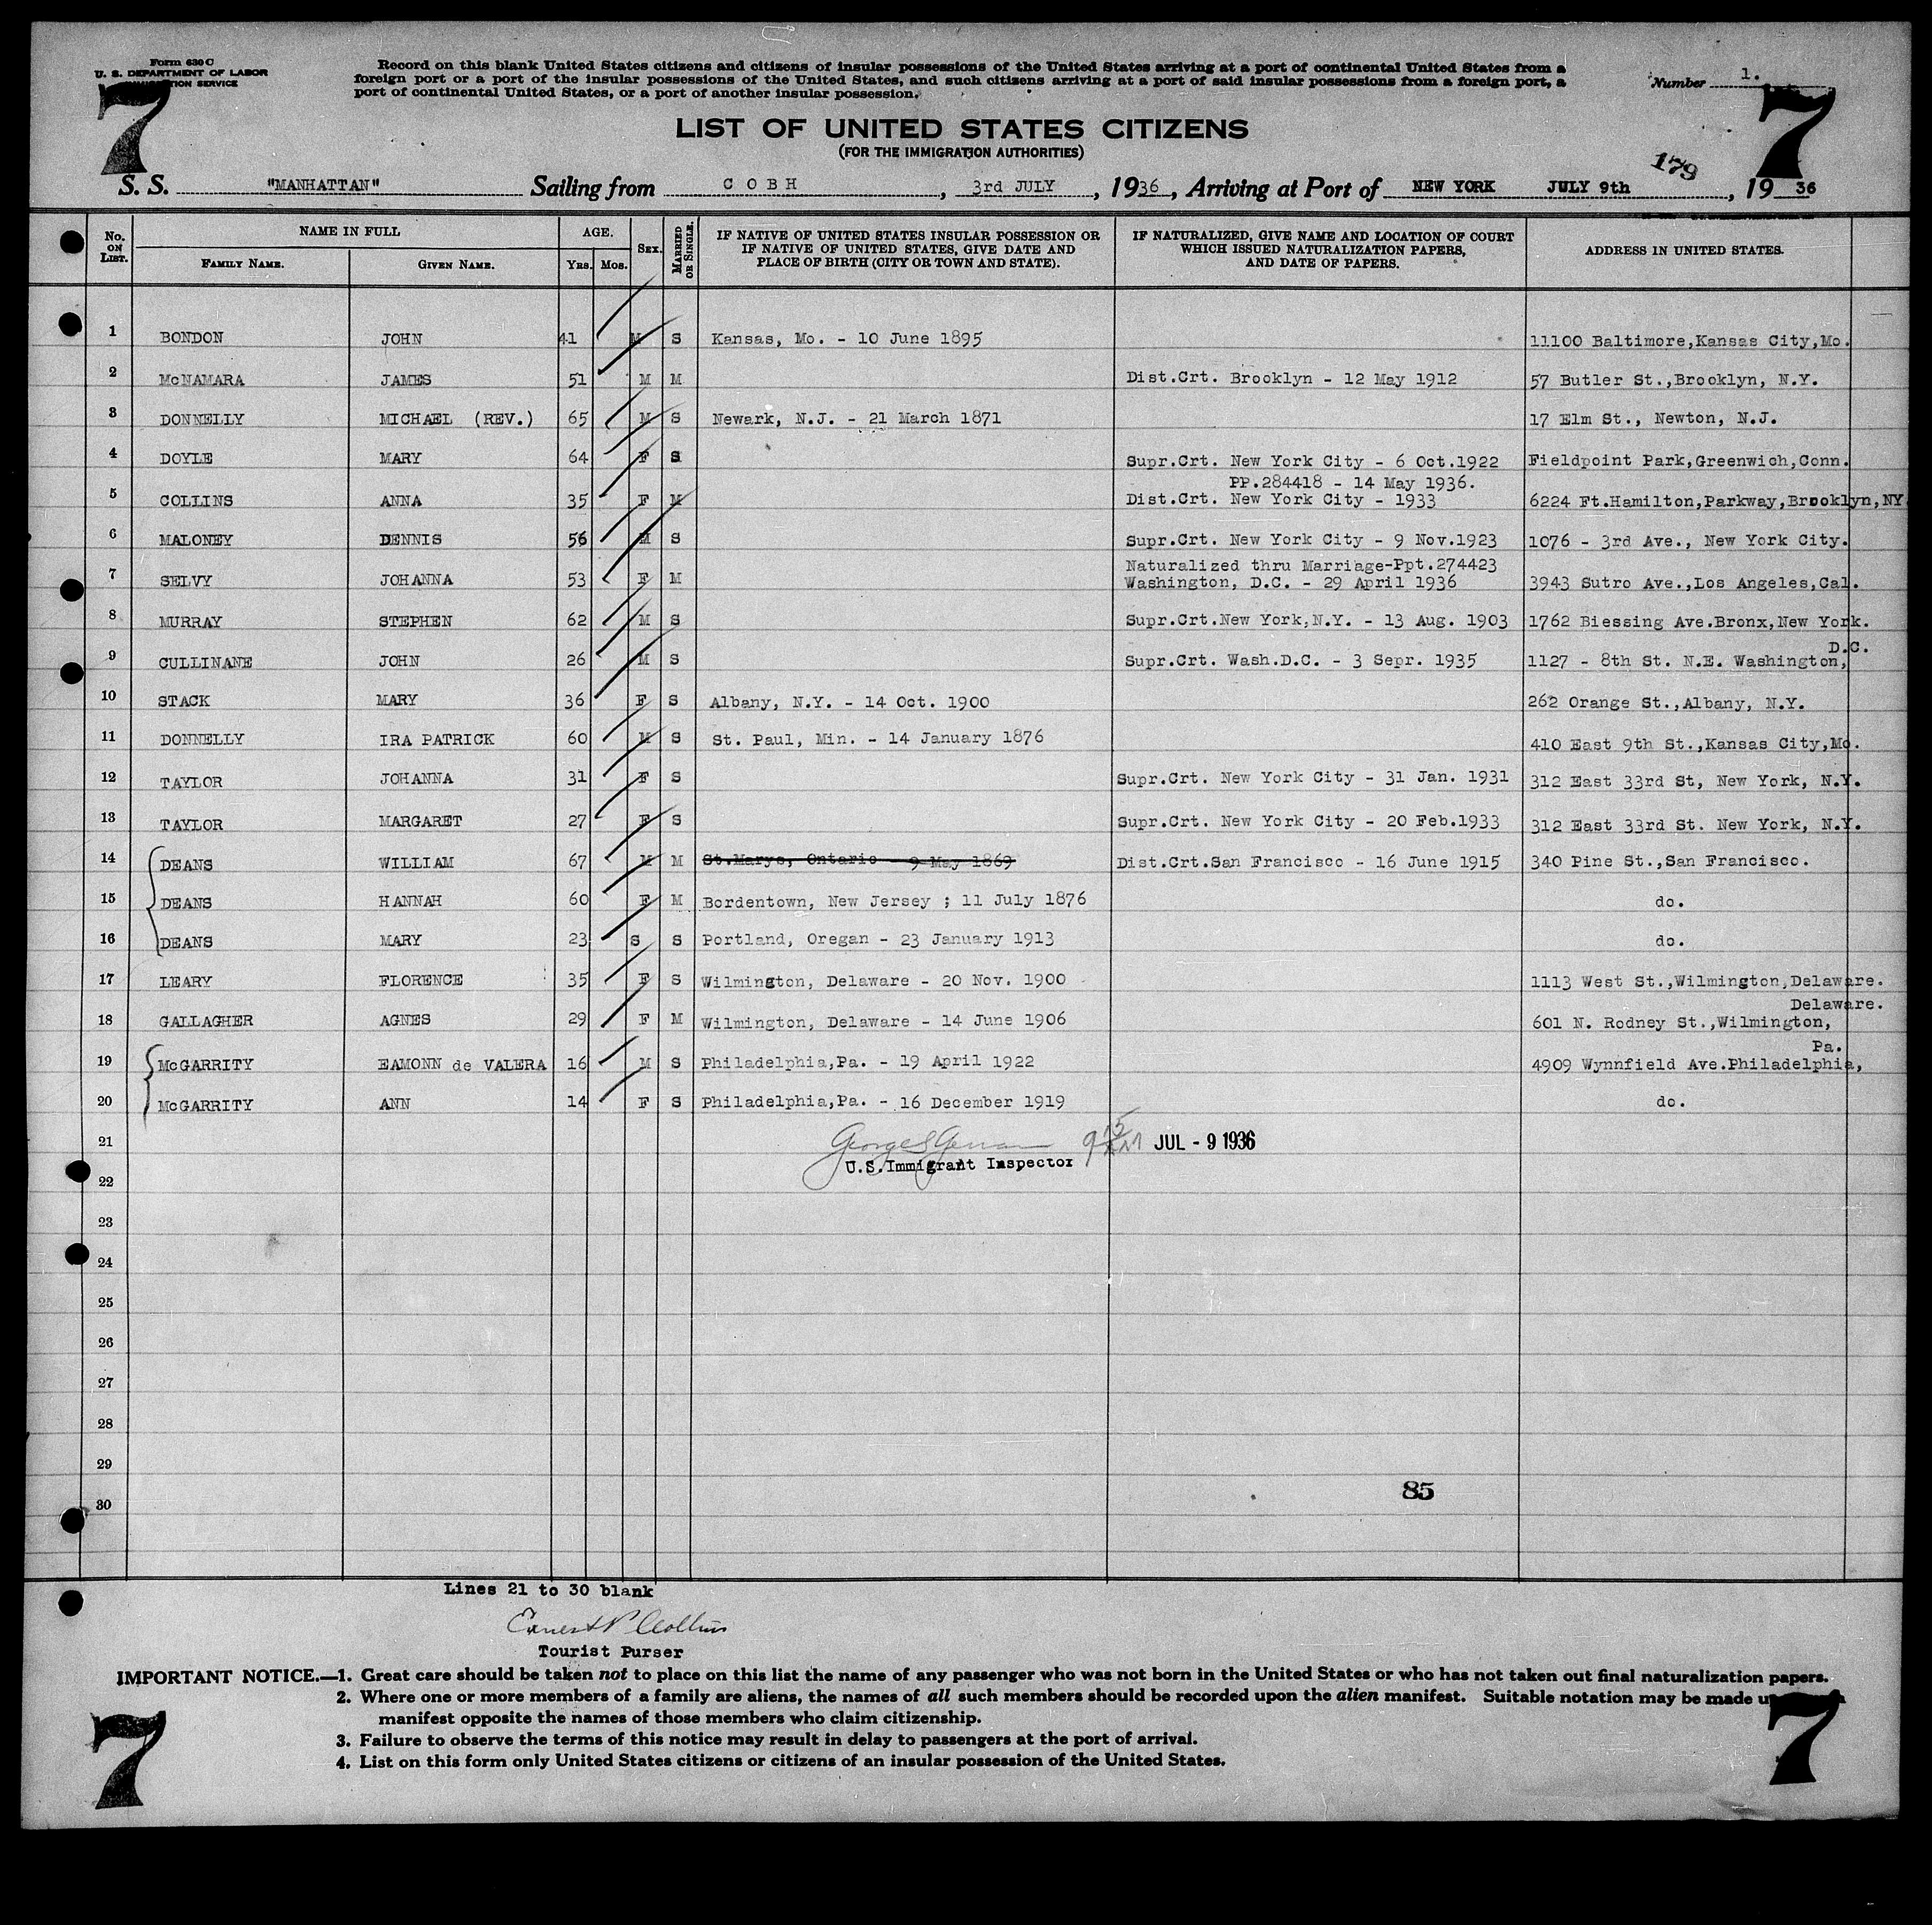 Form 630 C
U. S. DEPARTMENT OF LABOR
IMMIGRATION SERVICE
Record on this blank United States citizens and citizens of insular possessions of the United States arriving at a port of continental United States from a
foreign port or a port of the insular possessions of the United States, and such citizens arriving at a port of said insular possessions from a foreign port, a
port of continental United States, or a port of another insular possession.
Number 1.
7
7
LIST OF UNITED STATES CITIZENS
(FOR THE IMMIGRATION AUTHORITIES)
179
S. S. "MANHATTAN" Sailing from COBH, 3rd JULY, 1936, Arriving at Port of NEW YORK JULY 9th, 19 36
No. ON LIST. NAME IN FULL FAMILY NAME. GIVEN NAME. AGE. YRS. MOS. SEX. MARRIED OR SINGLE. IF NATIVE OF UNITED STATES INSULAR POSSESSION OR IF NATIVE OF UNITED STATES, GIVE DATE AND PLACE OF BIRTH (CITY OR TOWN AND STATE). IF NATURALIZED, GIVE NAME AND LOCATION OF COURT WHICH ISSUED NATURALIZATION PAPERS, AND DATE OF PAPERS. ADDRESS IN UNITED STATES.
1 BONDON JOHN 41 M S Kansas, Mo. - 10 June 1895 11100 Baltimore,Kansas City,Mo.
2 McNAMARA JAMES 51 M M Dist.Crt. Brooklyn - 12 May 1912 57 Butler St.,Brooklyn, N.Y.
3 DONNELLY MICHAEL (REV.) 65 M S Newark, N.J. - 21 March 1871 17 Elm St., Newton, N.J.
4 DOYLE MARY 64 F S Supr.Crt. New York City - 6 Oct.1922 Fieldpoint Park,Greenwich,Conn.
PP.284418 - 14 May 1936.
5 COLLINS ANNA 35 F M Dist.Crt. New York City - 1933 6224 Ft.Hamilton,Parkway,Brooklyn,NY
6 MALONEY DENNIS 56 M S Supr.Crt. New York City - 9 Nov.1923 1076 - 3rd Ave., New York City.
Naturalized thru Marriage-Ppt.274423
7 SELVY JOHANNA 53 F M Washington, D.C. - 29 April 1936 3943 Sutro Ave.,Los Angeles,Cal.
8 MURRAY STEPHEN 62 M S Supr.Crt.New York,N.Y. - 13 Aug. 1903 1762 Biessing Ave.Bronx,New York.
D.C.
9 CULLINANE JOHN 26 M S Supr.Crt. Wash.D.C. - 3 Sepr. 1935 1127 - 8th St. N.E. Washington,
10 STACK MARY 36 F S Albany, N.Y. - 14 Oct. 1900 262 Orange St.,Albany, N.Y.
11 DONNELLY IRA PATRICK 60 M S St. Paul, Min. - 14 January 1876 410 East 9th St.,Kansas City,Mo.
12 TAYLOR JOHANNA 31 F S Supr.Crt. New York City - 31 Jan. 1931 312 East 33rd St, New York, N.Y.
13 TAYLOR MARGARET 27 F S Supr.Crt. New York City - 20 Feb.1933 312 East 33rd St. New York, N.Y.
14 DEANS WILLIAM 67 M M St.Marys, Ontario - 9 May 1869 Dist.Crt.San Francisco - 16 June 1915 340 Pine St.,San Francisco.
15 DEANS HANNAH 60 F M Bordentown, New Jersey ; 11 July 1876 do.
16 DEANS MARY 23 S S Portland, Oregan - 23 January 1913 do.
17 LEARY FLORENCE 35 F S Wilmington, Delaware - 20 Nov. 1900 1113 West St.,Wilmington,Delaware.
Delaware.
18 GALLAGHER AGNES 29 F M Wilmington, Delaware - 14 June 1906 601 N. Rodney St.,Wilmington,
Pa.
19 McGARRITY EAMONN de VALERA 16 M S Philadelphia,Pa. - 19 April 1922 4909 Wynnfield Ave.Philadelphia,
20 McGARRITY ANN 14 F S Philadelphia,Pa. - 16 December 1919 do.
21 JUL - 9 1936
U.S.Immigrant Inspector
22
23
24
25
26
27
28
29
85
30
Lines 21 to 30 blank
Ernest P Collins
Tourist Purser
IMPORTANT NOTICE.—1. Great care should be taken not to place on this list the name of any passenger who was not born in the United States or who has not taken out final naturalization papers.
2. Where one or more members of a family are aliens, the names of all such members should be recorded upon the alien manifest. Suitable notation may be made
manifest opposite the names of those members who claim citizenship.
3. Failure to observe the terms of this notice may result in delay to passengers at the port of arrival.
4. List on this form only United States citizens or citizens of an insular possession of the United States.
7
7